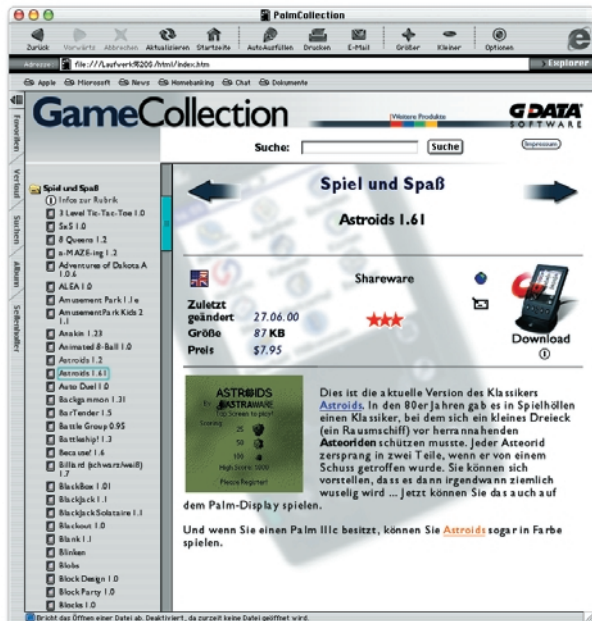 PalmCollection
Zurück Vorwärts Abbrechen Aktualisieren Startseite AutoAusfüllen Drucken E-Mail Größer Kleiner Optionen
Adresse file:///Laufwerk%20S/html/index.htm Explorer
Apple Microsoft News Homebanking Chat Dokumente
Favoriten
Verlauf
Suchen
Album
Seitenhalter
GameCollection
Weitere Produkte
G DATA
SOFTWARE
Suche: Suche
Impressum
Spiel und Spaß
Infos zur Rubrik
3 Level Tic-Tac-Toe 1.0
5x5 1.0
8 Queens 1.2
a-MAZE-ing 1.2
Adventures of Dakota A
1.0.6
ALEA 1.0
Amusement Park 1.1e
AmusementPark Kids 2
1.1
Anakin 1.23
Animated 8-Ball 1.0
Astroids 1.2
Astroids 1.61
Auto Duel 1.0
Backgammon 1.31
BarTender 1.5
Battle Group 0.95
Battleship! 1.3
Because! 1.6
Billard (schwarz/weiß)
1.7
BlackBox 1.01
BlackJack 1.1
BlackJack Solitaire 1.1
Blackout 1.0
Blank 1.1
Blinken
Blobs
Block Design 1.0
Block Party 1.0
Blocks 1.0
Spiel und Spaß
Astroids 1.61
Shareware
Zuletzt
geändert 27.06.00
Größe 87 KB
Preis $7.95
Download
ASTROIDS
By: ASTRAWARE
Tap Screen to play!
Scoring:
25
50
100
High Score: 5000
Please Register!
Dies ist die aktuelle Version des Klassikers
Astroids. In den 80er Jahren gab es in Spielhöllen
einen Klassiker, bei dem sich ein kleines Dreieck
(ein Rausmschiff) vor herrannahenden
Asteoriden schützen musste. Jeder Asteorid
zersprang in zwei Teile, wenn er von einem
Schuss getroffen wurde. Sie können sich
vorstellen, dass es dann irgendwann ziemlich
wuselig wird ... Jetzt können Sie das auch auf
dem Palm-Display spielen.
Und wenn Sie einen Palm IIIc besitzt, können Sie Astroids sogar in Farbe
spielen.
Bricht das Öffnen einer Datei ab. Deaktiviert, da zurzeit keine Datei geöffnet wird.